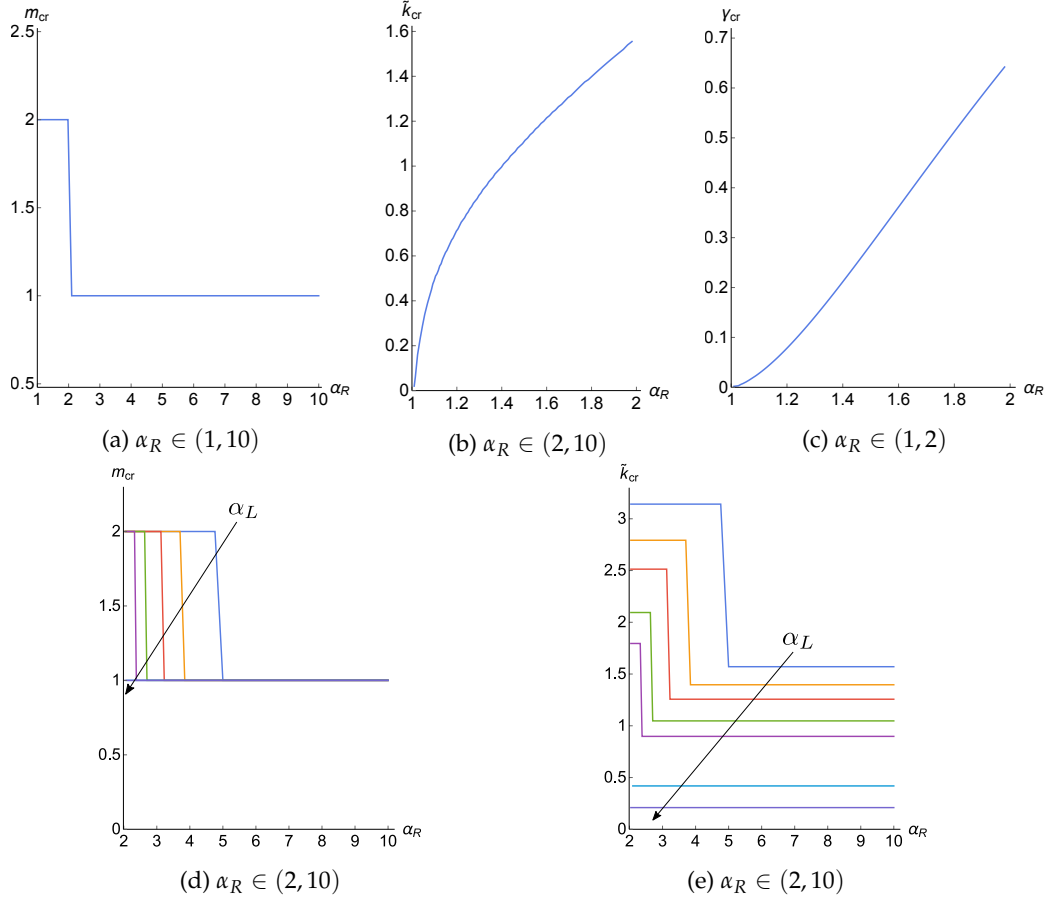 m_cr
2.5
2
1.5
1
0.5
1 2 3 4 5 6 7 8 9 10 α_R
(a) α_R ∈ (1, 10)
k̃_cr
1.6
1.4
1.2
1
0.8
0.6
0.4
0.2
0
1 1.2 1.4 1.6 1.8 2 α_R
(b) α_R ∈ (2, 10)
γ_cr
0.7
0.6
0.5
0.4
0.3
0.2
0.1
0
1 1.2 1.4 1.6 1.8 2 α_R
(c) α_R ∈ (1, 2)
m_cr
α_L
2
1.5
1
0.5
0
2 3 4 5 6 7 8 9 10 α_R
(d) α_R ∈ (2, 10)
k̃_cr
3
2.5
2
α_L
1.5
1
0.5
0
2 3 4 5 6 7 8 9 10 α_R
(e) α_R ∈ (2, 10)